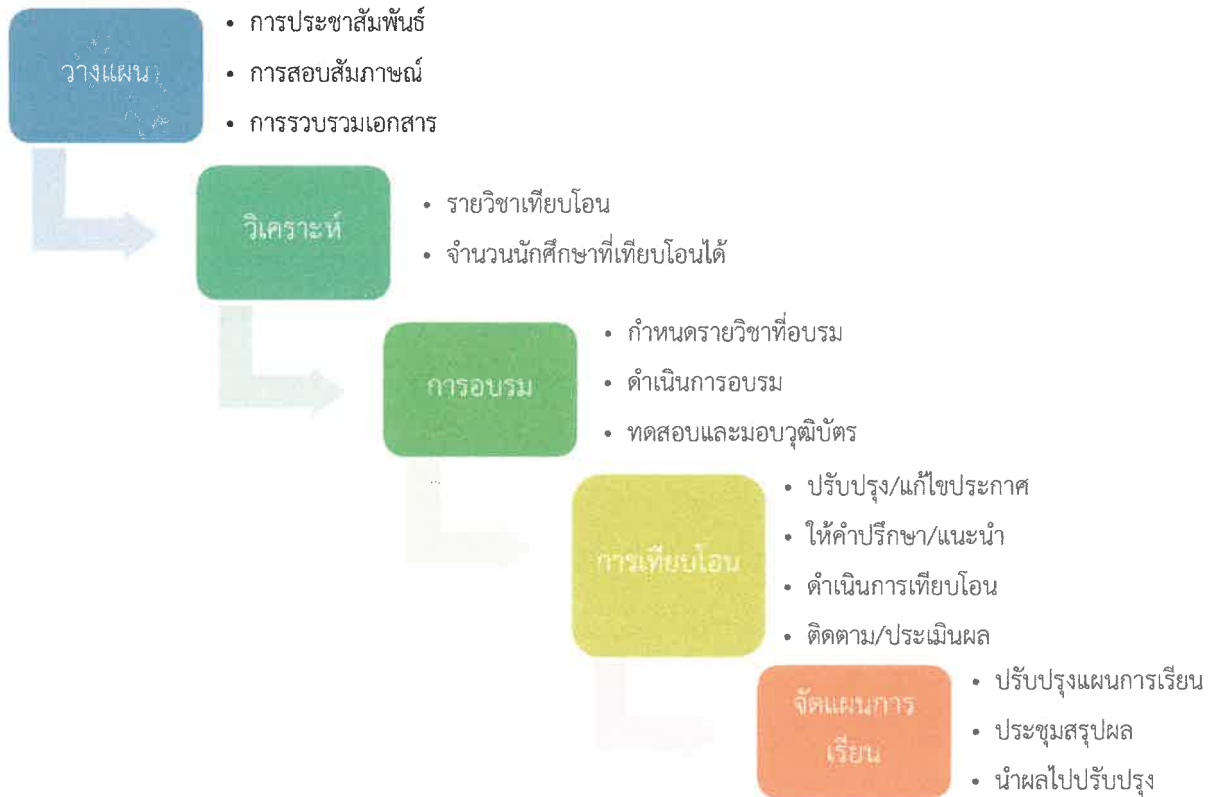 วางแผน
• การประชาสัมพันธ์
• การสอบสัมภาษณ์
• การรวบรวมเอกสาร
วิเคราะห์
• รายวิชาเทียบโอน
• จำนวนนักศึกษาที่เทียบโอนได้
การอบรม
• กำหนดรายวิชาที่อบรม
• ดำเนินการอบรม
• ทดสอบและมอบวุฒิบัตร
การเทียบโอน
• ปรับปรุง/แก้ไขประกาศ
• ให้คำปรึกษา/แนะนำ
• ดำเนินการเทียบโอน
• ติดตาม/ประเมินผล
จัดแผนการ
เรียน
• ปรับปรุงแผนการเรียน
• ประชุมสรุปผล
• นำผลไปปรับปรุง